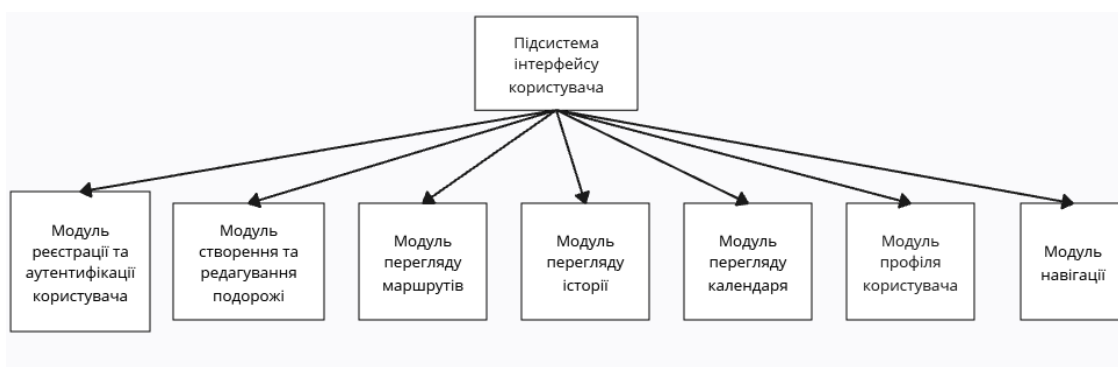 Підсистема
інтерфейсу
користувача
Модуль
реєстрації та
аутентифікації
користувача
Модуль
створення та
редагування
подорожі
Модуль
перегляду
маршрутів
Модуль
перегляду
історії
Модуль
перегляду
календаря
Модуль
профіля
користувача
Модуль
навігації